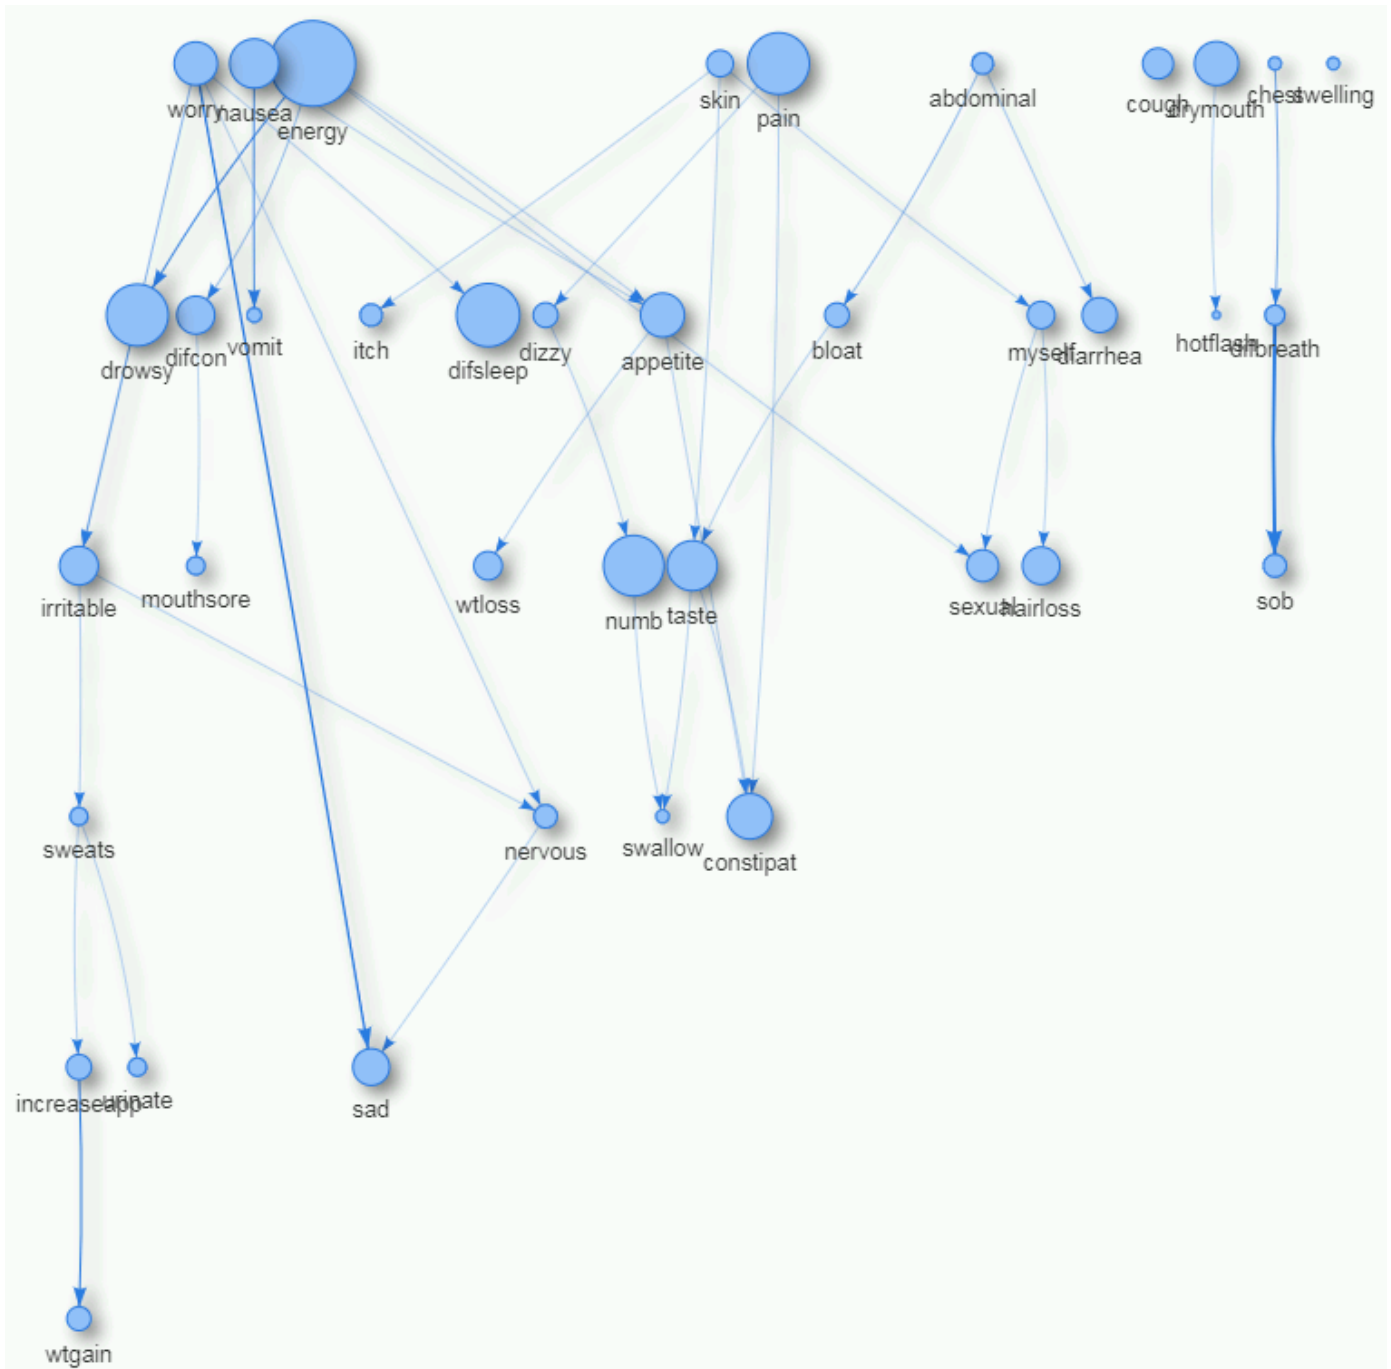 worry
nausea
energy
skin
pain
abdominal
cough
drymouth
chest
swelling
drowsy
difcon
vomit
itch
difsleep
dizzy
appetite
bloat
myself
diarrhea
hotflash
difbreath
irritable
mouthsore
wtloss
numb
taste
sexual
hairloss
sob
sweats
nervous
swallow
constipat
increaseapp
urinate
sad
wtgain